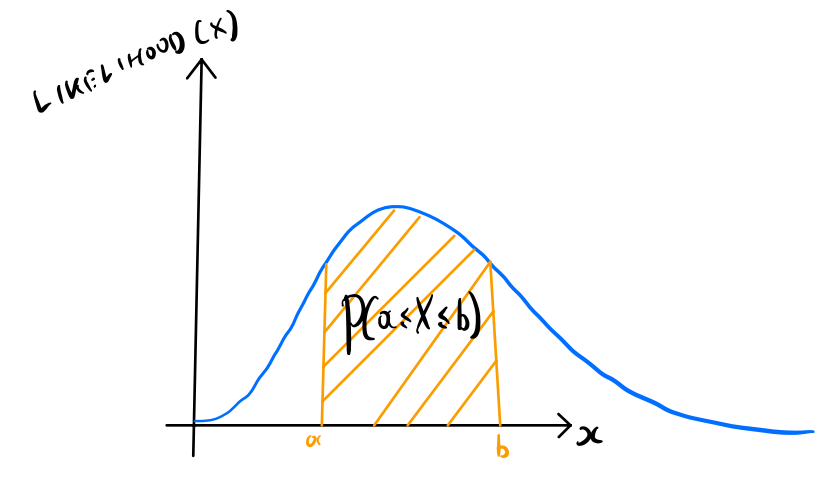 LIKELIHOOD (X)
P(a≤X≤b)
x
a
b